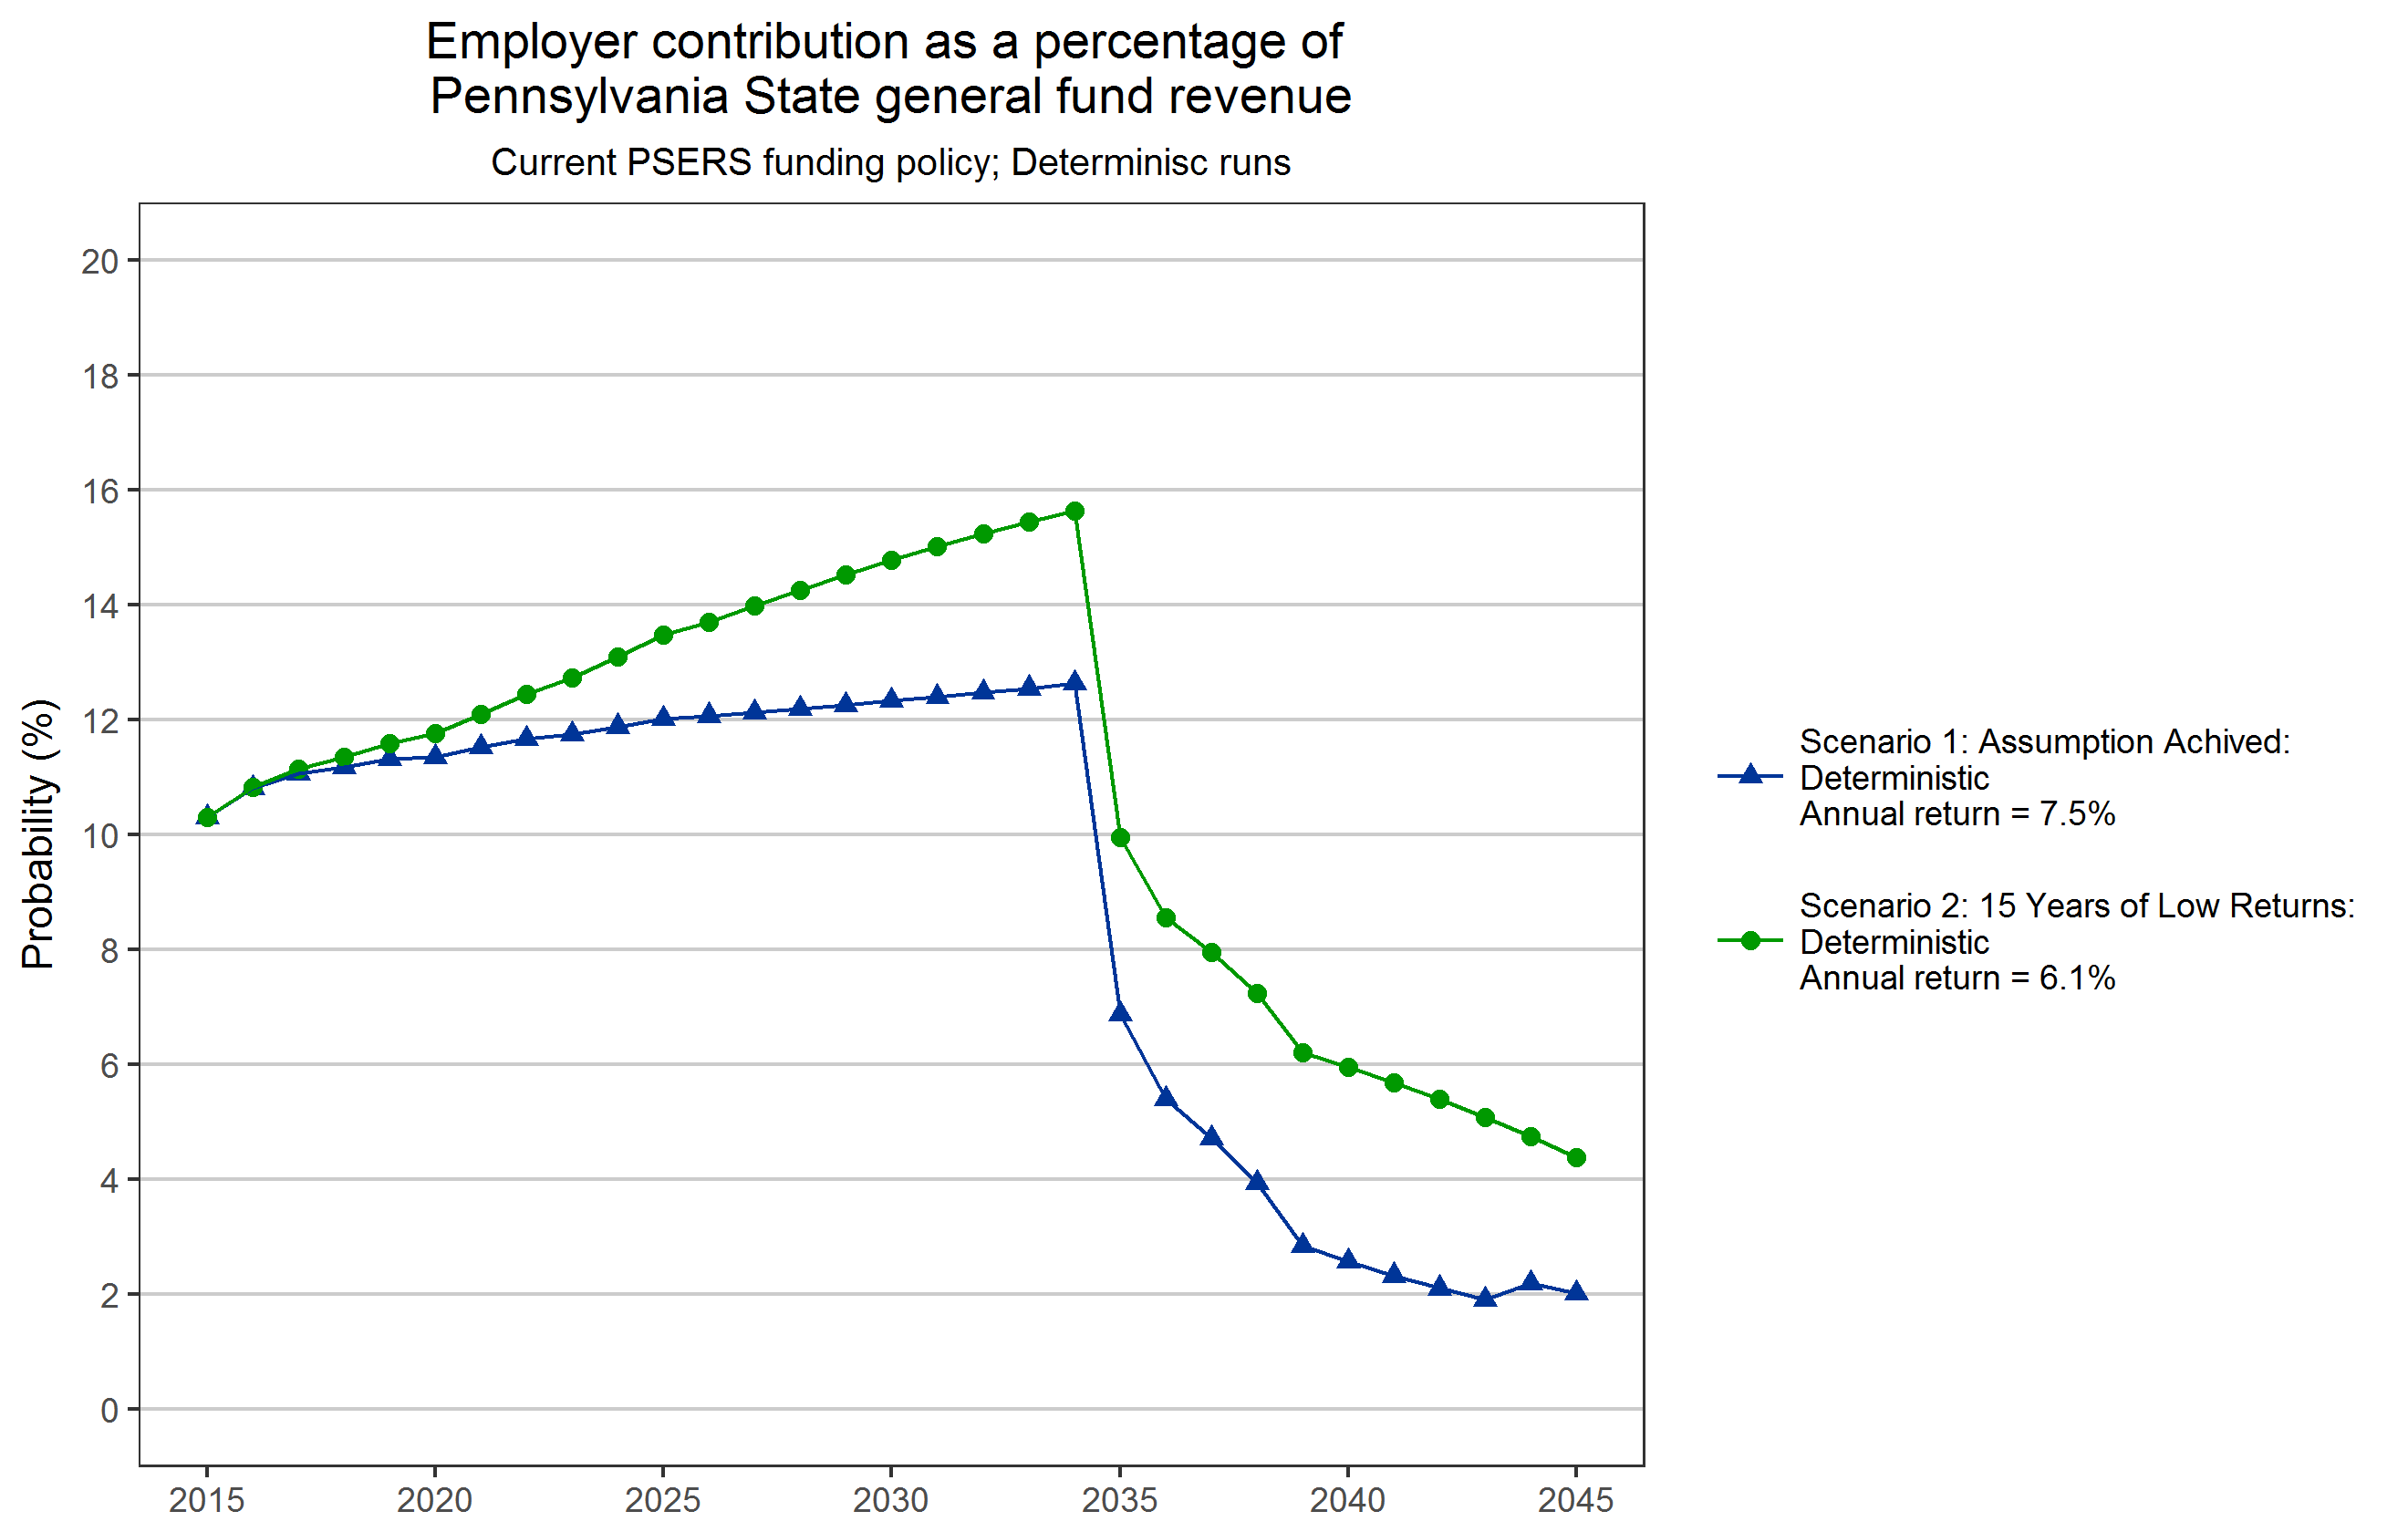 Employer contribution as a percentage of
Pennsylvania State general fund revenue
Current PSERS funding policy; Determinisc runs
Probability (%)
20
18
16
14
12
10
8
6
4
2
0
2015
2020
2025
2030
2035
2040
2045
Scenario 1: Assumption Achived:
Deterministic
Annual return = 7.5%
Scenario 2: 15 Years of Low Returns:
Deterministic
Annual return = 6.1%